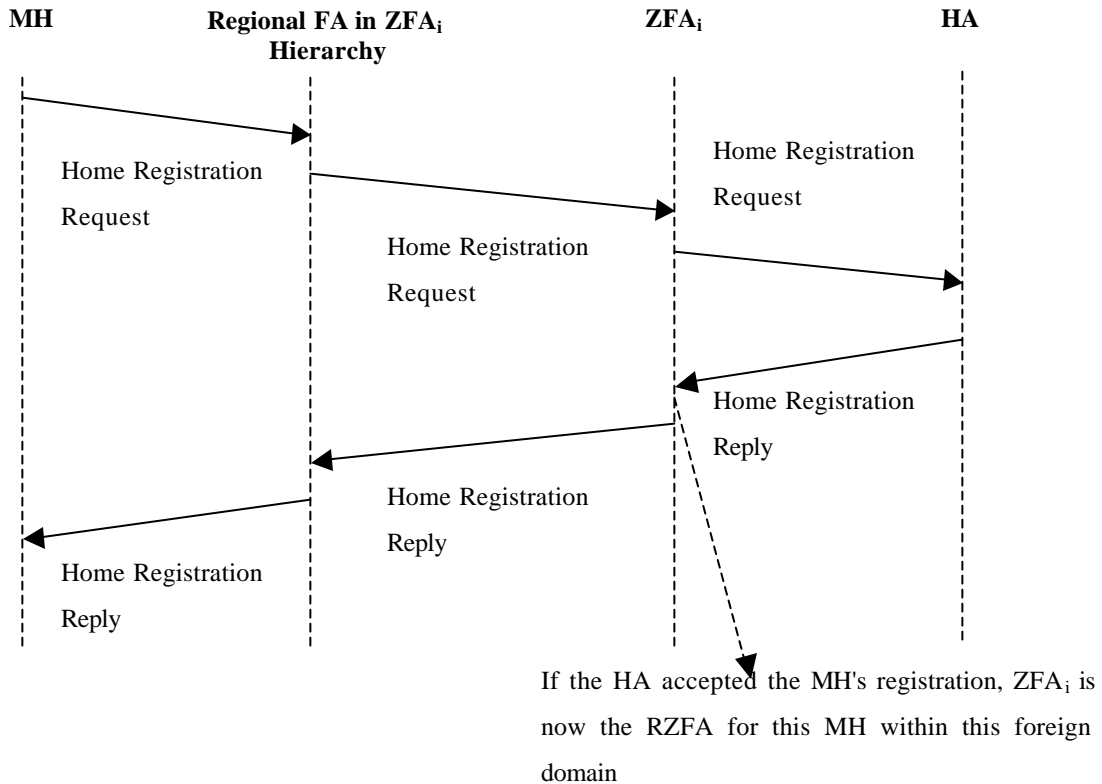 MH
Regional FA in ZFAi
Hierarchy
ZFAi
HA
Home Registration
Request
Home Registration
Request
Home Registration
Request
Home Registration
Reply
Home Registration
Reply
Home Registration
Reply
If the HA accepted the MH's registration, ZFAi is
now the RZFA for this MH within this foreign
domain